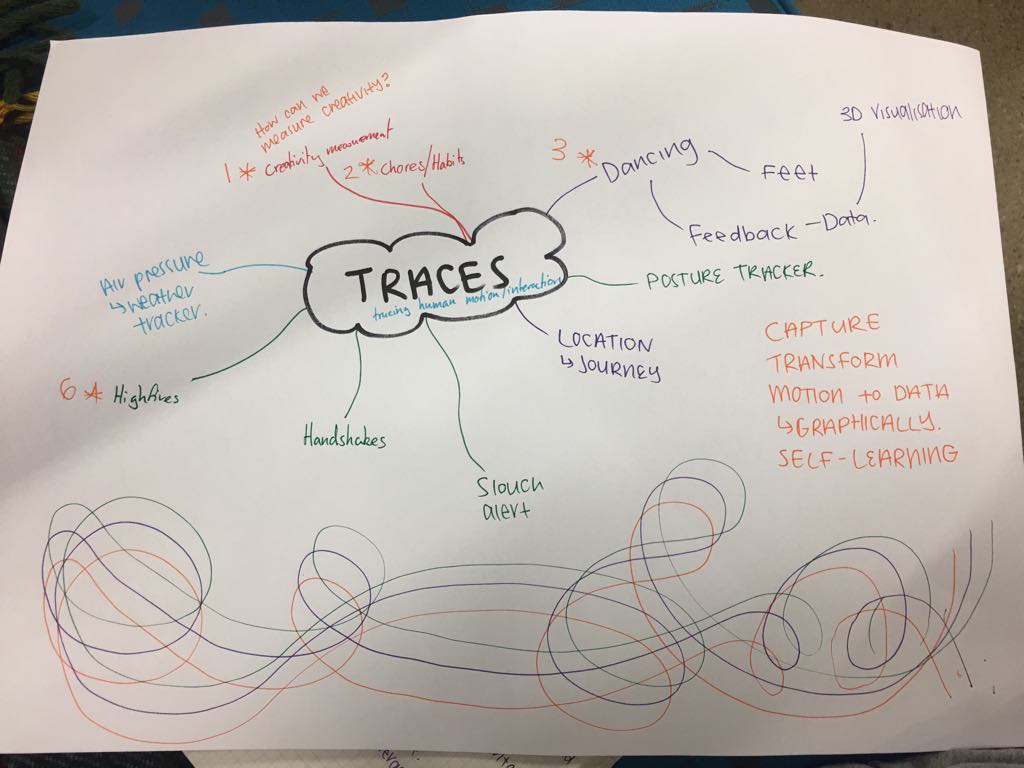 How can we
measure creativity?
1 * Creativity measurement
2 * Chores/Habits
3 * Dancing
Feet
Feedback - Data.
3D Visualisation
Air pressure
↳ weather
tracker.
TRACES
tracing human motion/interaction
POSTURE TRACKER.
LOCATION
↳ JOURNEY
6 * Highfives
Handshakes
Slouch
alert
CAPTURE
TRANSFORM
MOTION to DATA
↳ GRAPHICALLY.
SELF-LEARNING